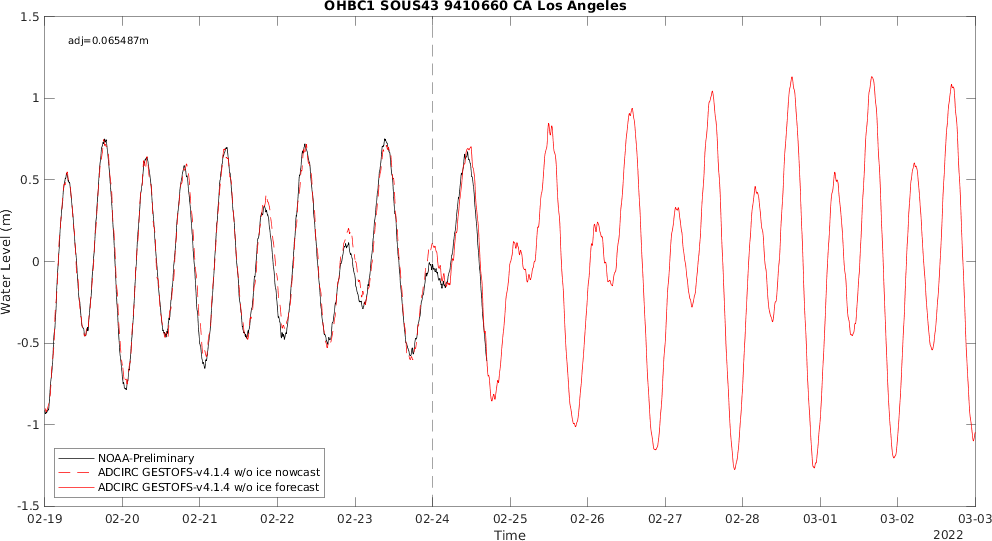 OHBC1 SOUS43 9410660 CA Los Angeles
1.5
adj=0.065487m
1
0.5
0
-0.5
-1
-1.5
Water Level (m)
NOAA-Preliminary
ADCIRC GESTOFS-v4.1.4 w/o ice nowcast
ADCIRC GESTOFS-v4.1.4 w/o ice forecast
02-19 02-20 02-21 02-22 02-23 02-24 02-25 02-26 02-27 02-28 03-01 03-02 03-03
Time
2022